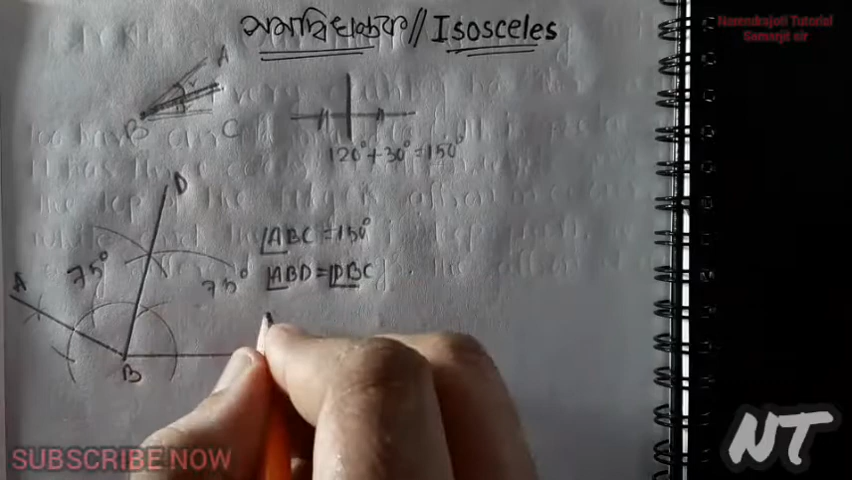 সমদ্বিখণ্ডক // Isosceles
Narendrajoti Tutorial
Samarjit sir
A
B
C
120°+30°=150°
D
75°
75°
A
B
∠ABC =150°
∠ABD=∠DBC
SUBSCRIBE NOW
NT